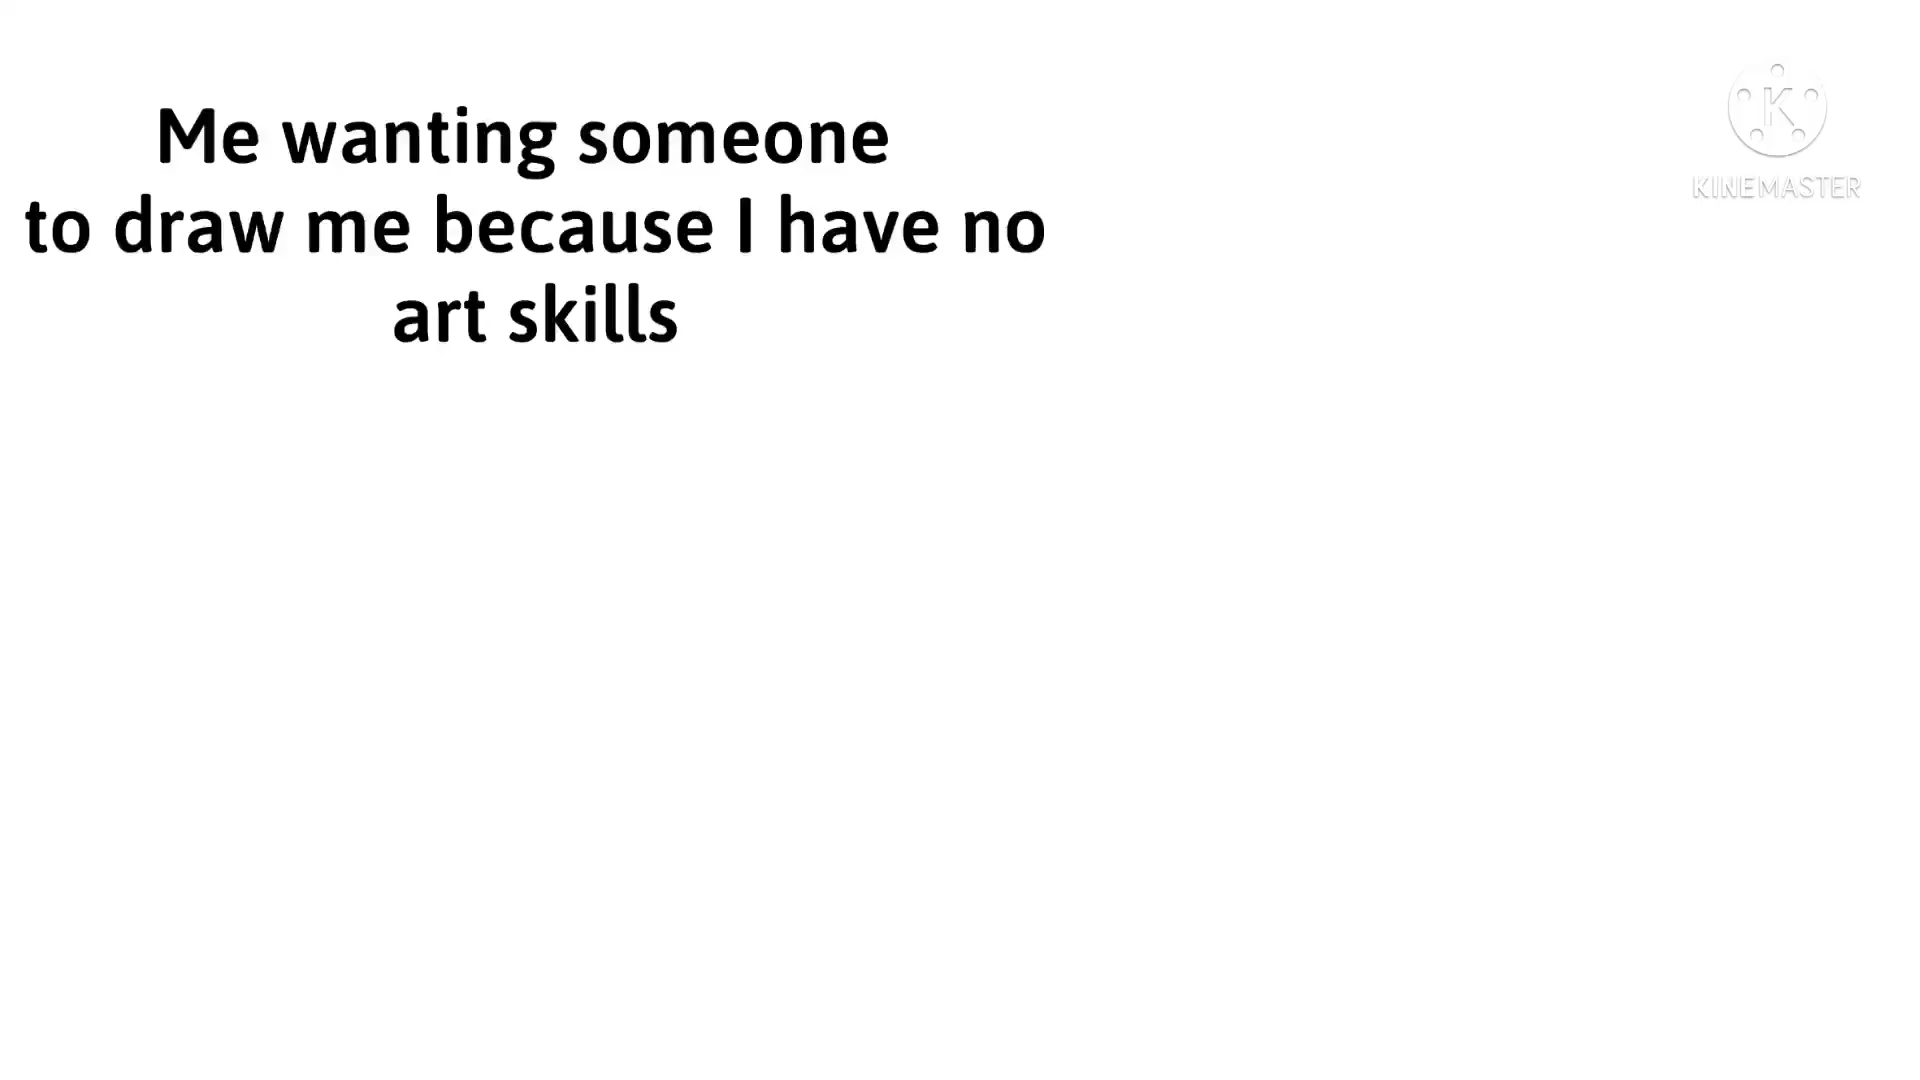 Me wanting someone
to draw me because I have no
art skills
K
KINEMASTER